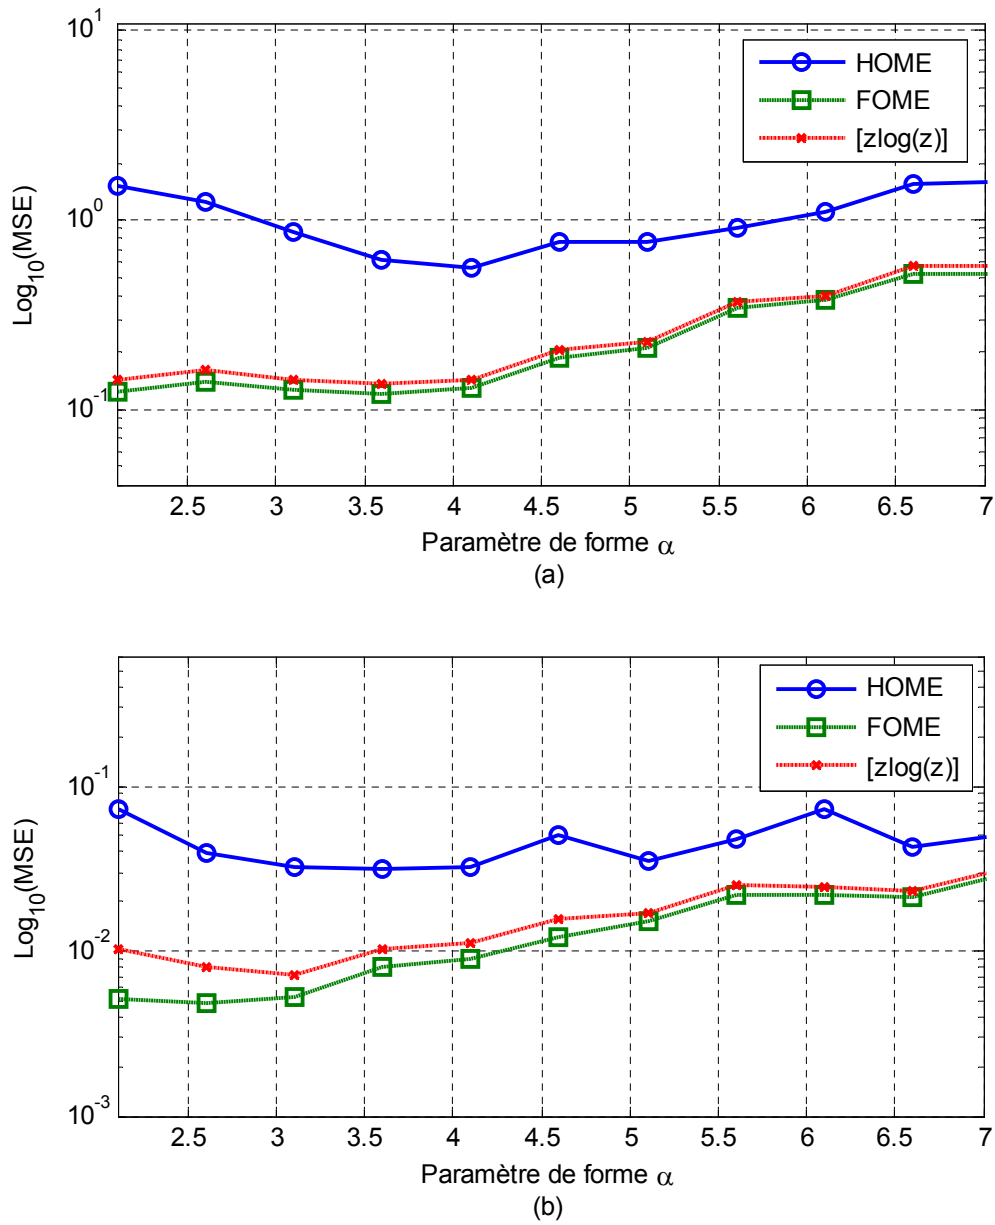 10^1
10^0
10^-1
Log10(MSE)
HOME
FOME
[zlog(z)]
2.5 3 3.5 4 4.5 5 5.5 6 6.5 7
Paramètre de forme α
(a)
10^-1
10^-2
10^-3
Log10(MSE)
HOME
FOME
[zlog(z)]
2.5 3 3.5 4 4.5 5 5.5 6 6.5 7
Paramètre de forme α
(b)